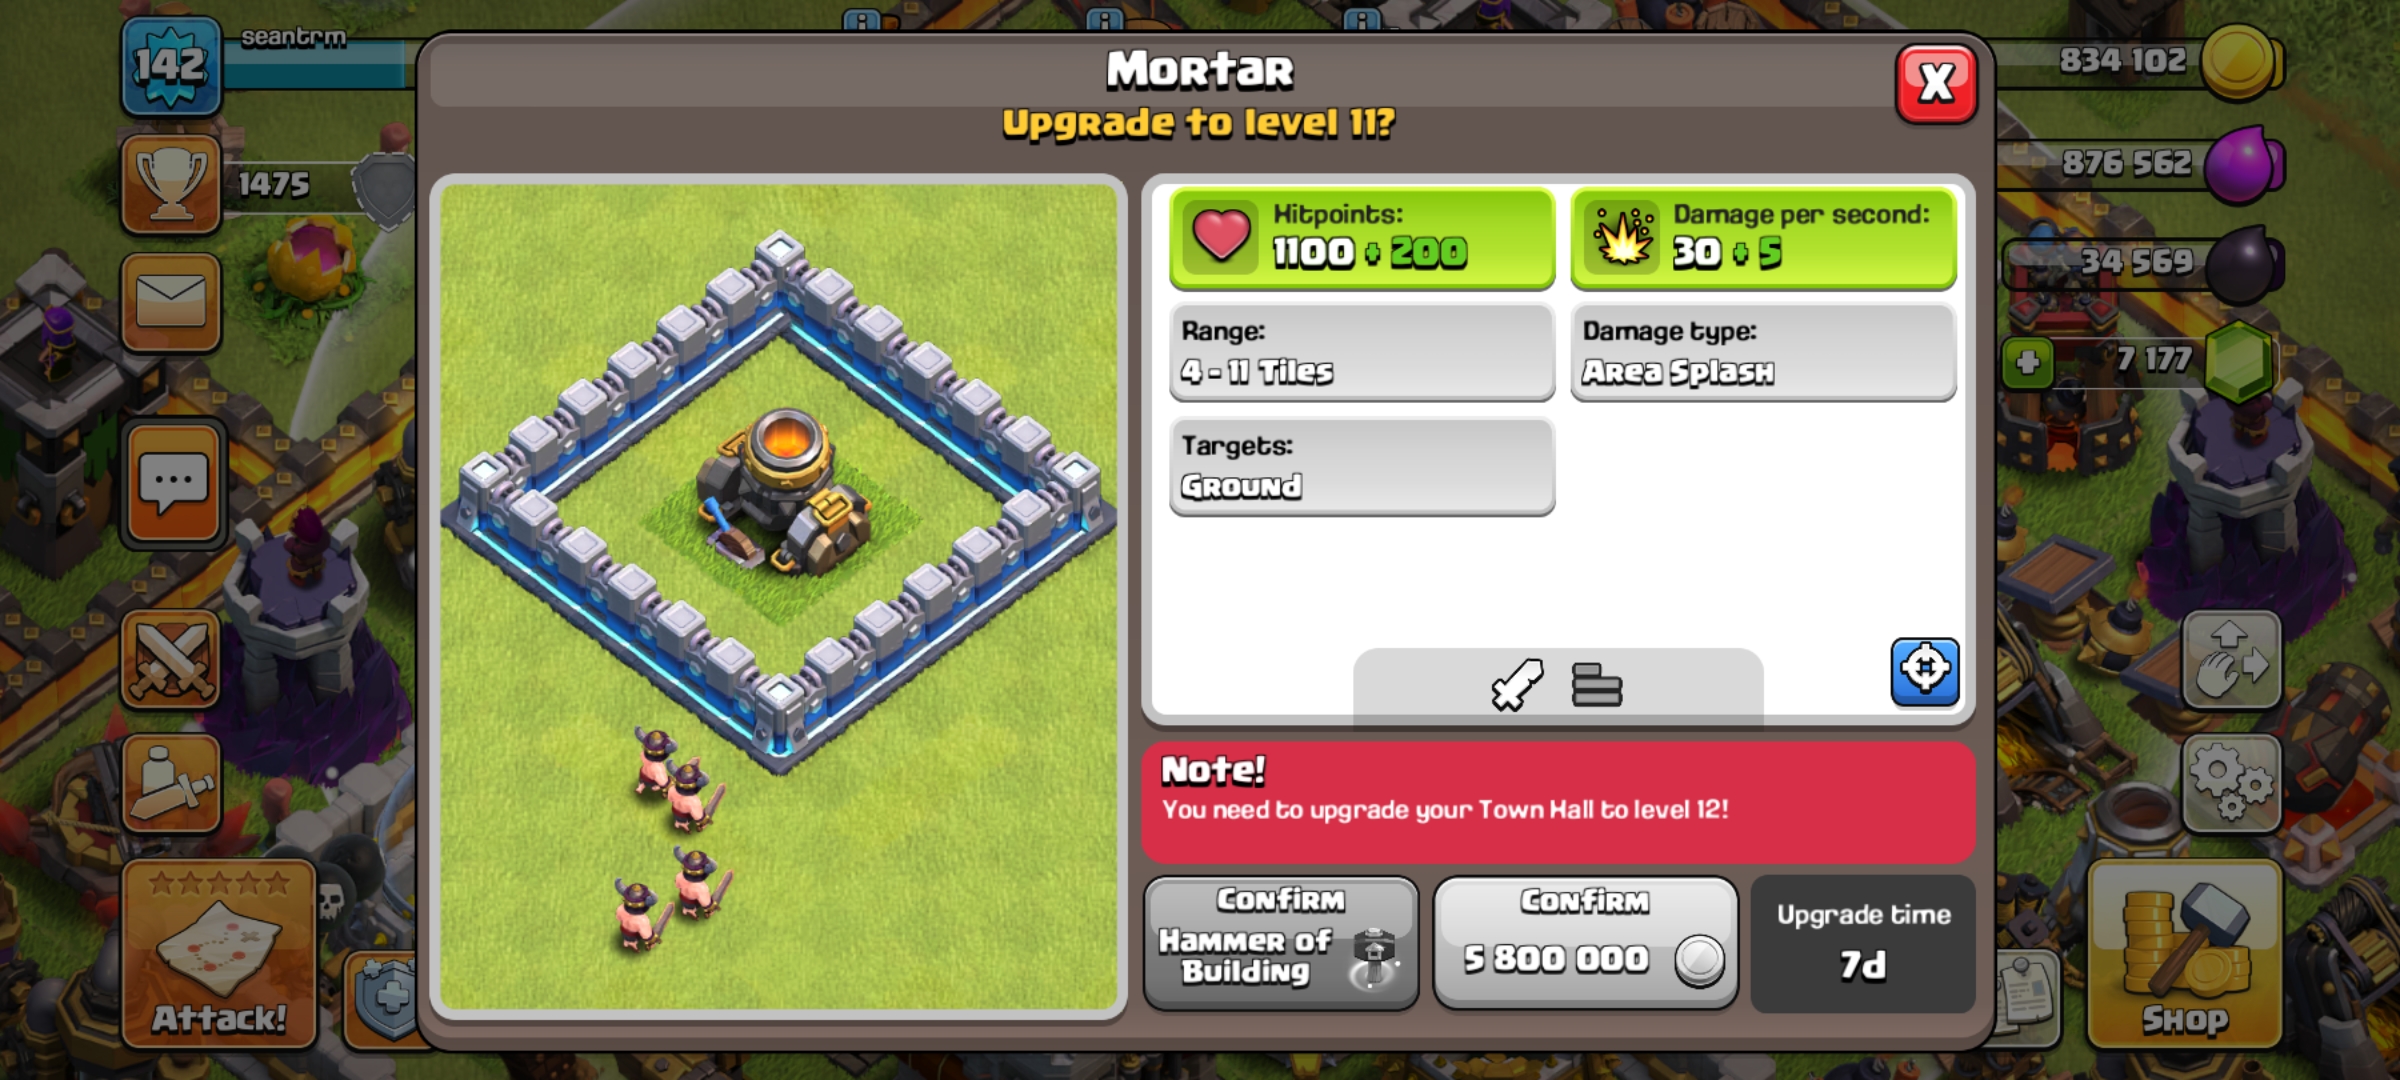 142
seantrm
1475
Attack!
Mortar
Upgrade to level 11?
X
Hitpoints:
1100 + 200
Damage per second:
30 + 5
Range:
4 - 11 Tiles
Damage type:
Area Splash
Targets:
Ground
Note!
You need to upgrade your Town Hall to level 12!
Confirm
Hammer of
Building
Confirm
5 800 000
Upgrade time
7d
834 102
876 562
34 569
7 177
Shop